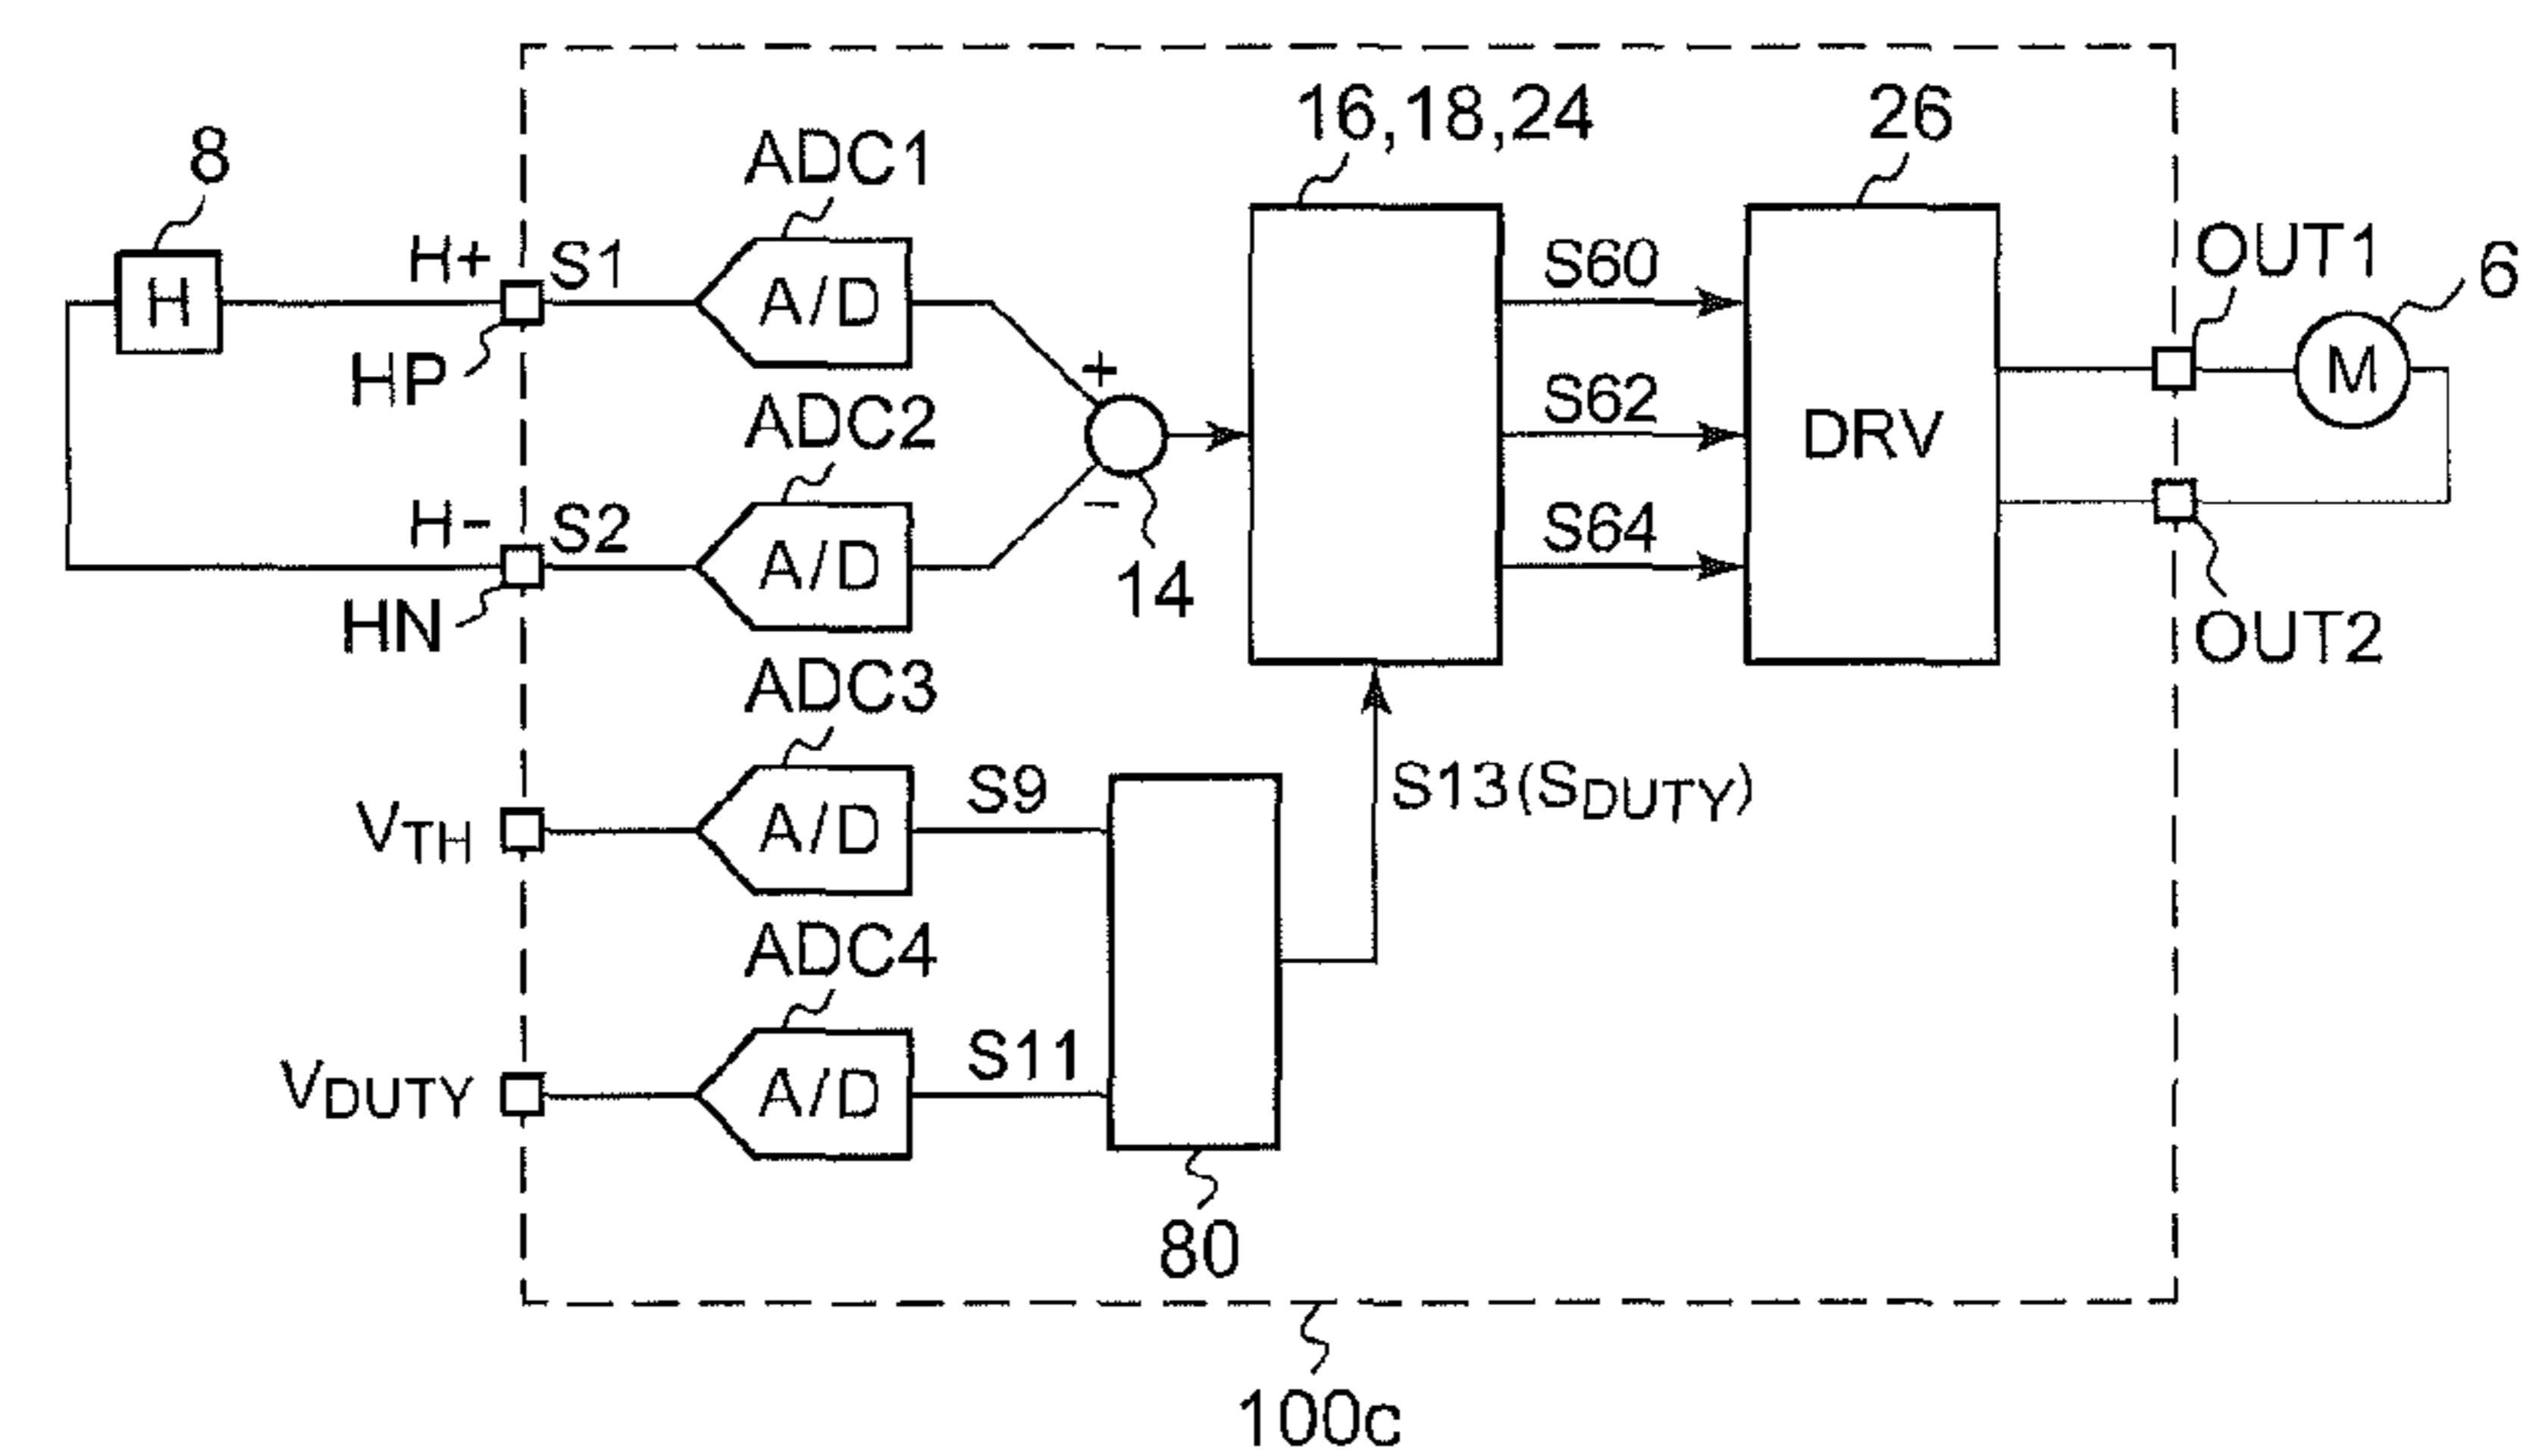 16,18,24
26
8
ADC1
H+
S1
H
A/D
HP
S60
OUT1
6
+
M
ADC2
S62
DRV
H-
S2
A/D
–
14
S64
HN
OUT2
ADC3
VTH
A/D
S9
S13(SDUTY)
ADC4
VDUTY
A/D
S11
80
100c